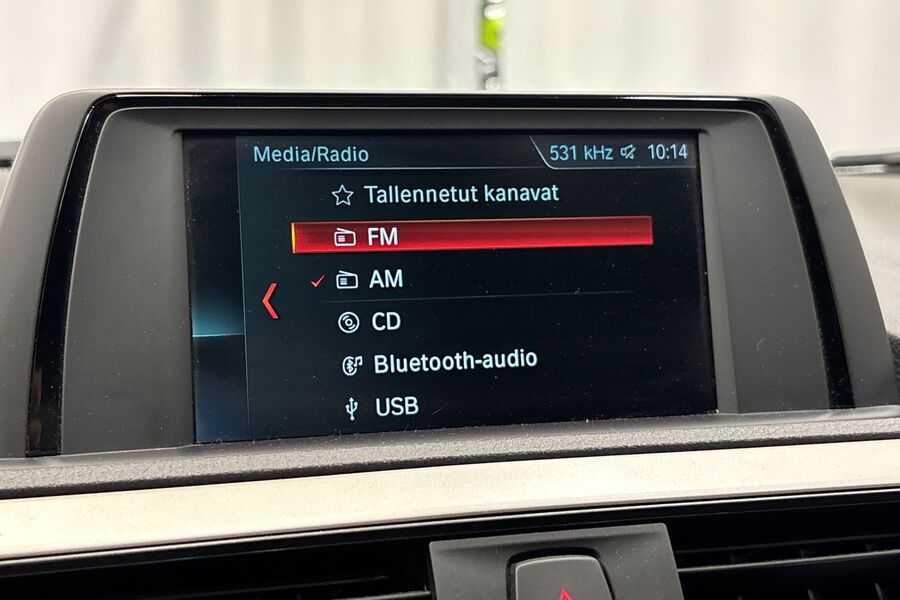 Media/Radio 531 kHz 10:14
Tallennetut kanavat
FM
AM
CD
Bluetooth-audio
USB